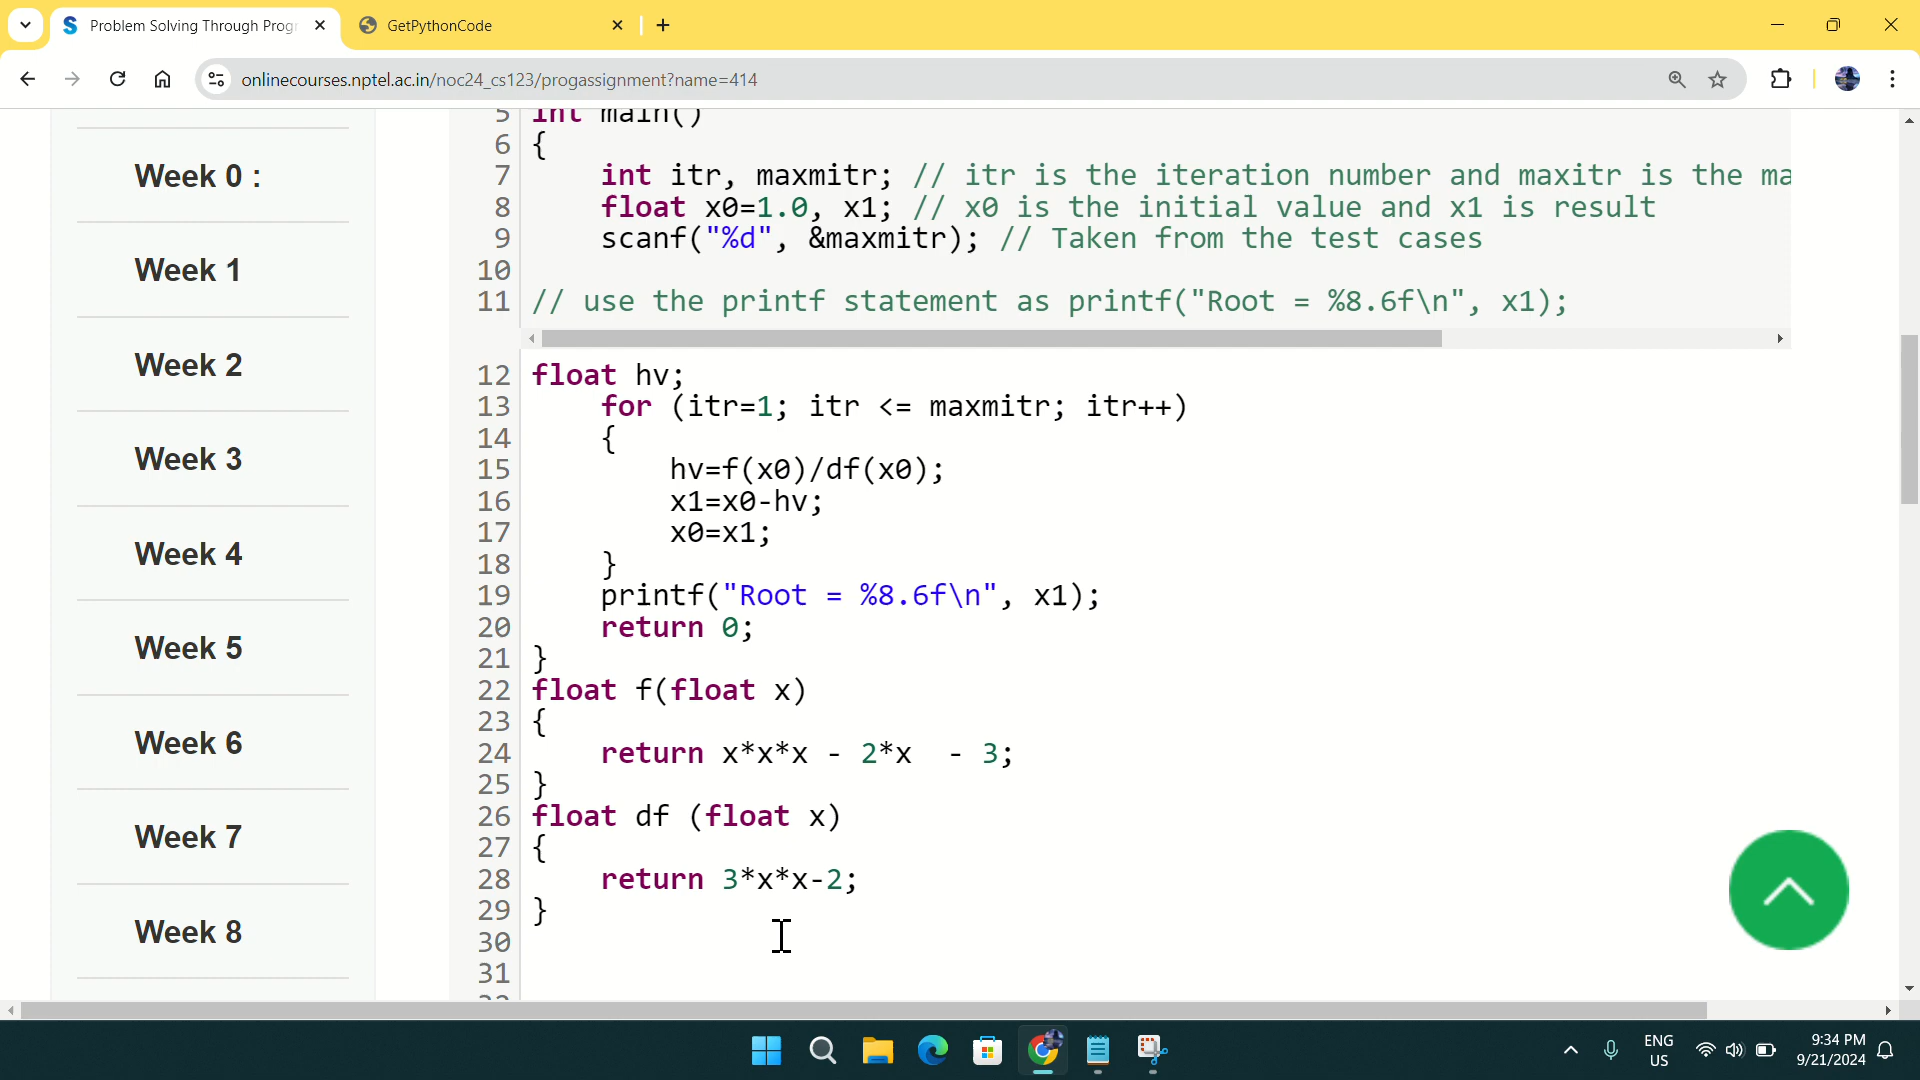 Problem Solving Through Progr
GetPythonCode
onlinecourses.nptel.ac.in/noc24_cs123/progassignment?name=414
Week 0 :
Week 1
Week 2
Week 3
Week 4
Week 5
Week 6
Week 7
Week 8
5 int main()
6 {
7 int itr, maxmitr; // itr is the iteration number and maxitr is the ma
8 float x0=1.0, x1; // x0 is the initial value and x1 is result
9 scanf("%d", &maxmitr); // Taken from the test cases
10
11 // use the printf statement as printf("Root = %8.6f\n", x1);
12 float hv;
13 for (itr=1; itr <= maxmitr; itr++)
14 {
15 hv=f(x0)/df(x0);
16 x1=x0-hv;
17 x0=x1;
18 }
19 printf("Root = %8.6f\n", x1);
20 return 0;
21 }
22 float f(float x)
23 {
24 return x*x*x - 2*x  - 3;
25 }
26 float df (float x)
27 {
28 return 3*x*x-2;
29 }
30
31
ENG
US
9:34 PM
9/21/2024